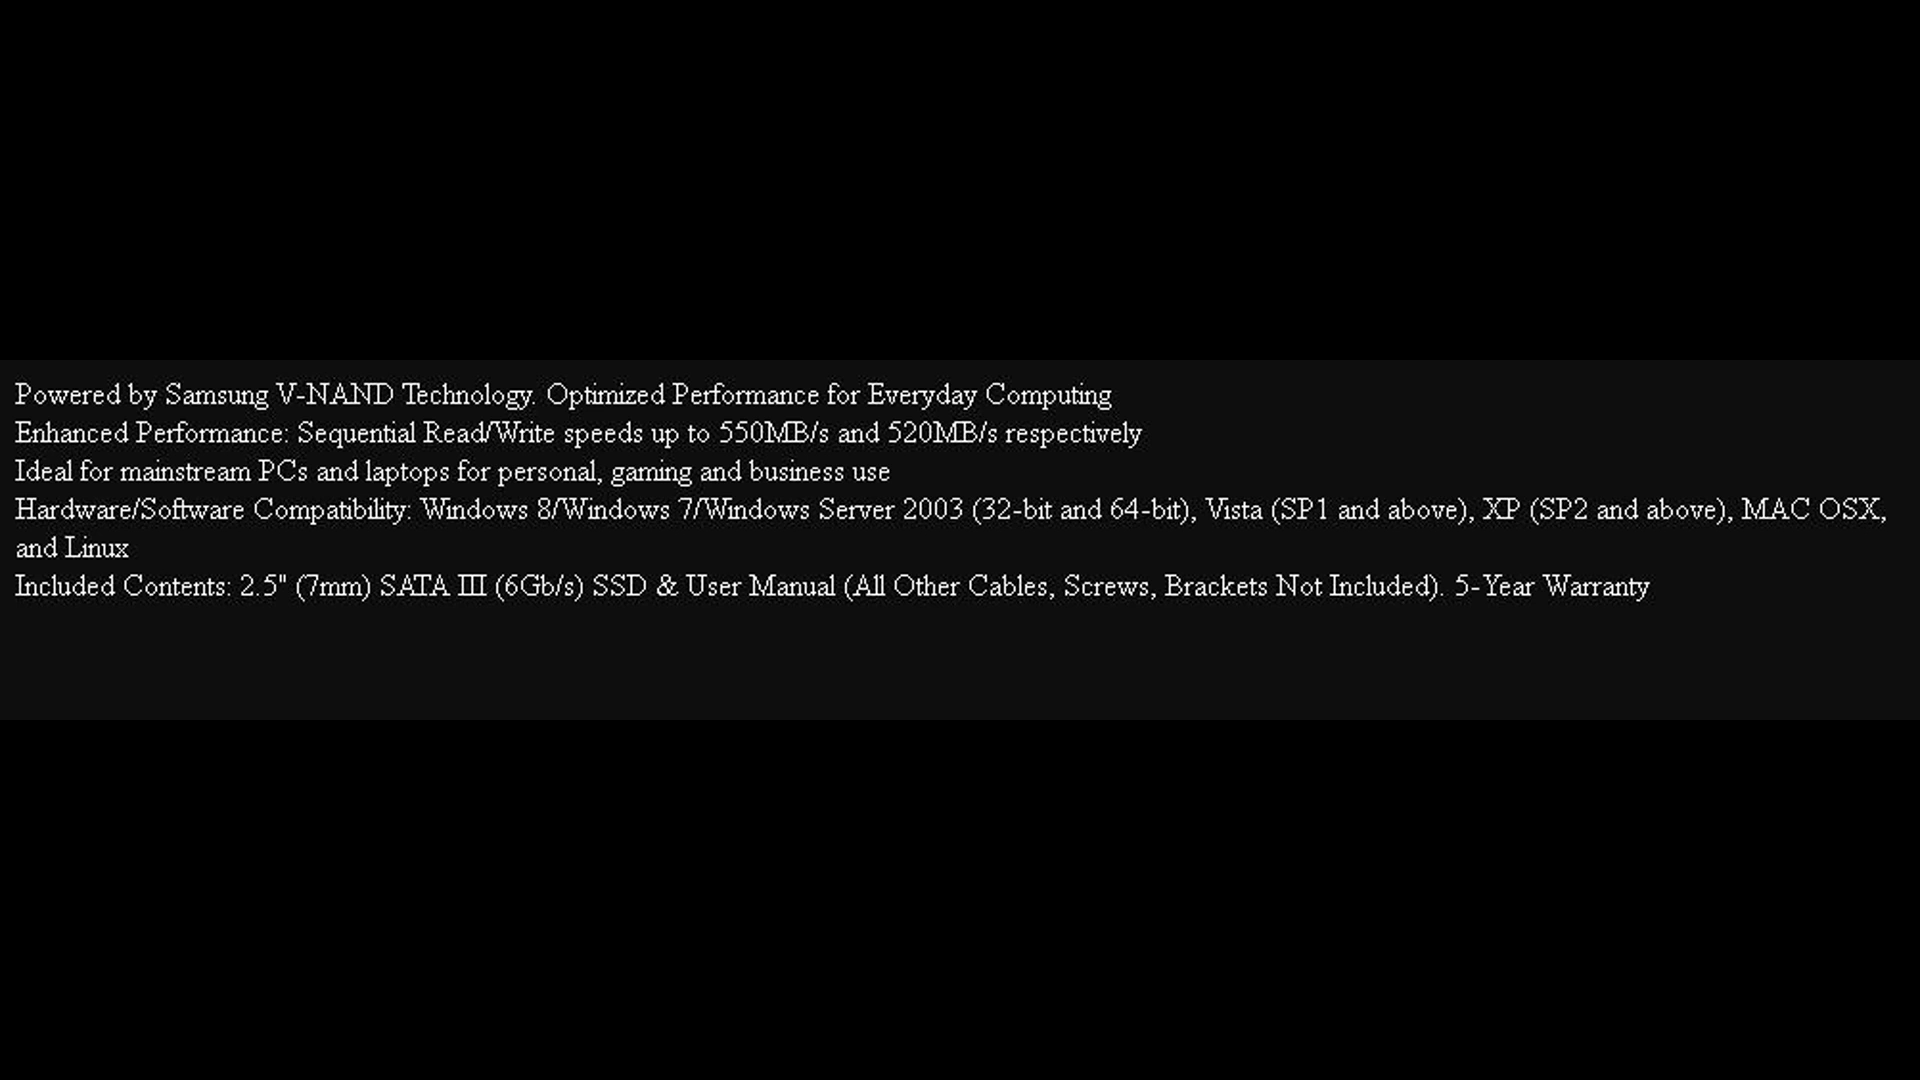 Powered by Samsung V-NAND Technology. Optimized Performance for Everyday Computing
Enhanced Performance: Sequential Read/Write speeds up to 550MB/s and 520MB/s respectively
Ideal for mainstream PCs and laptops for personal, gaming and business use
Hardware/Software Compatibility: Windows 8/Windows 7/Windows Server 2003 (32-bit and 64-bit), Vista (SP1 and above), XP (SP2 and above), MAC OSX,
and Linux
Included Contents: 2.5" (7mm) SATA III (6Gb/s) SSD & User Manual (All Other Cables, Screws, Brackets Not Included). 5-Year Warranty